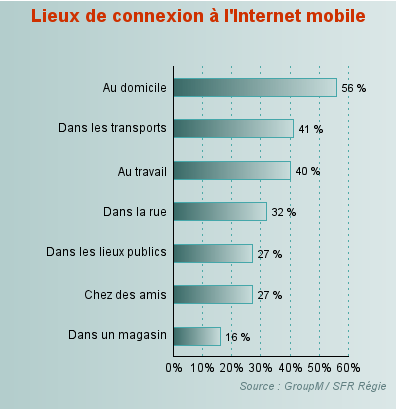 Lieux de connexion à l'Internet mobile
Au domicile 56 %
Dans les transports 41 %
Au travail 40 %
Dans la rue 32 %
Dans les lieux publics 27 %
Chez des amis 27 %
Dans un magasin 16 %
0% 10% 20% 30% 40% 50% 60%
Source : GroupM / SFR Règie